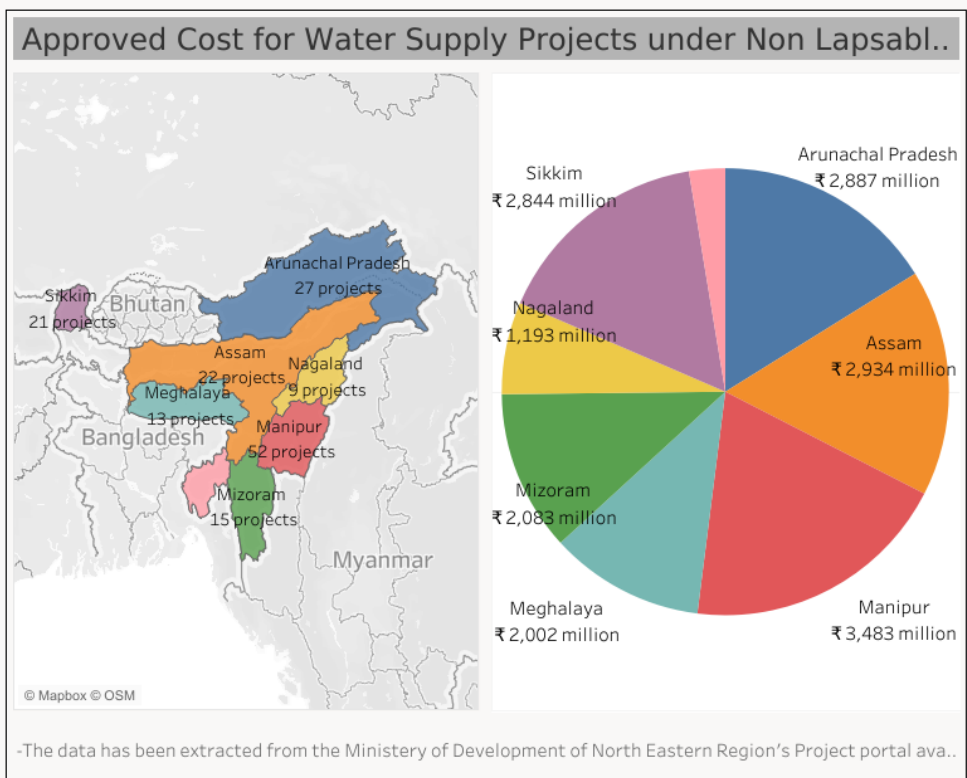 Approved Cost for Water Supply Projects under Non Lapsabl..
Arunachal Pradesh
27 projects
Sikkim
21 projects
Bhutan
Assam
22 projects
Nagaland
9 projects
Meghalaya
13 projects
Manipur
52 projects
Bangladesh
Mizoram
15 projects
Myanmar
© Mapbox © OSM
Arunachal Pradesh
₹ 2,887 million
Sikkim
₹ 2,844 million
Nagaland
₹ 1,193 million
Assam
₹ 2,934 million
Mizoram
₹ 2,083 million
Meghalaya
₹ 2,002 million
Manipur
₹ 3,483 million
-The data has been extracted from the Ministery of Development of North Eastern Region's Project portal ava..